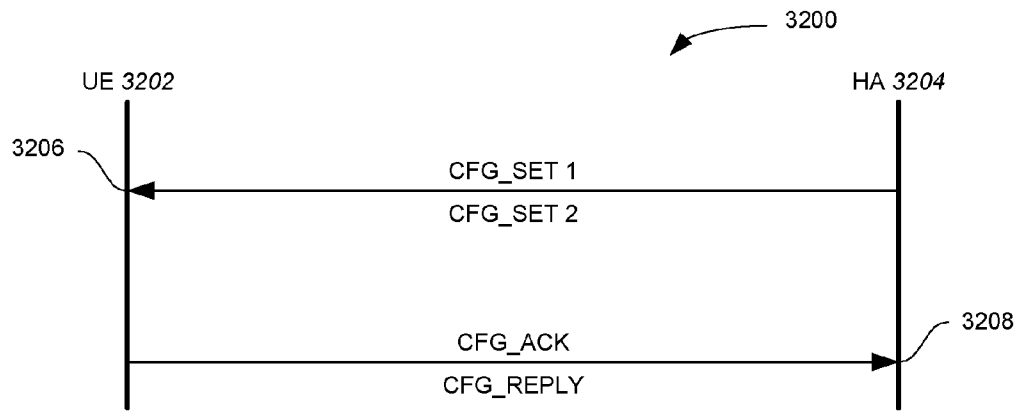 3200
UE 3202
HA 3204
3206
CFG_SET 1
CFG_SET 2
3208
CFG_ACK
CFG_REPLY